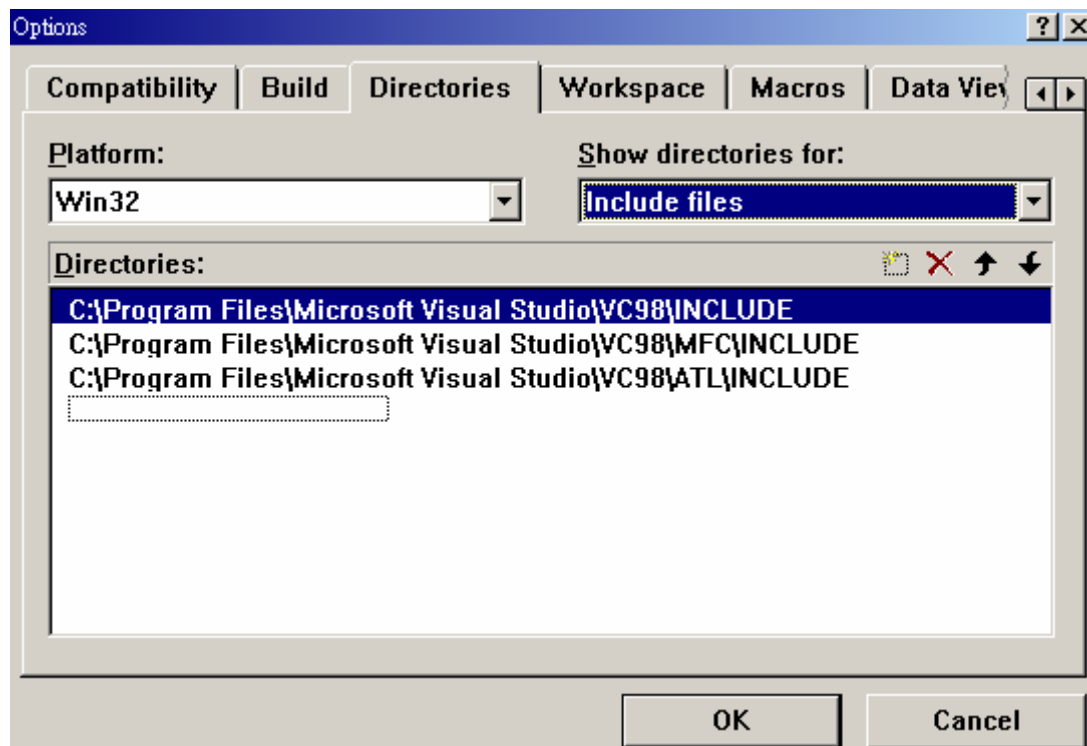 Options
Compatibility Build Directories Workspace Macros Data Vie
Platform: Show directories for:
Win32 Include files
Directories:
C:\Program Files\Microsoft Visual Studio\VC98\INCLUDE
C:\Program Files\Microsoft Visual Studio\VC98\MFC\INCLUDE
C:\Program Files\Microsoft Visual Studio\VC98\ATL\INCLUDE
OK Cancel